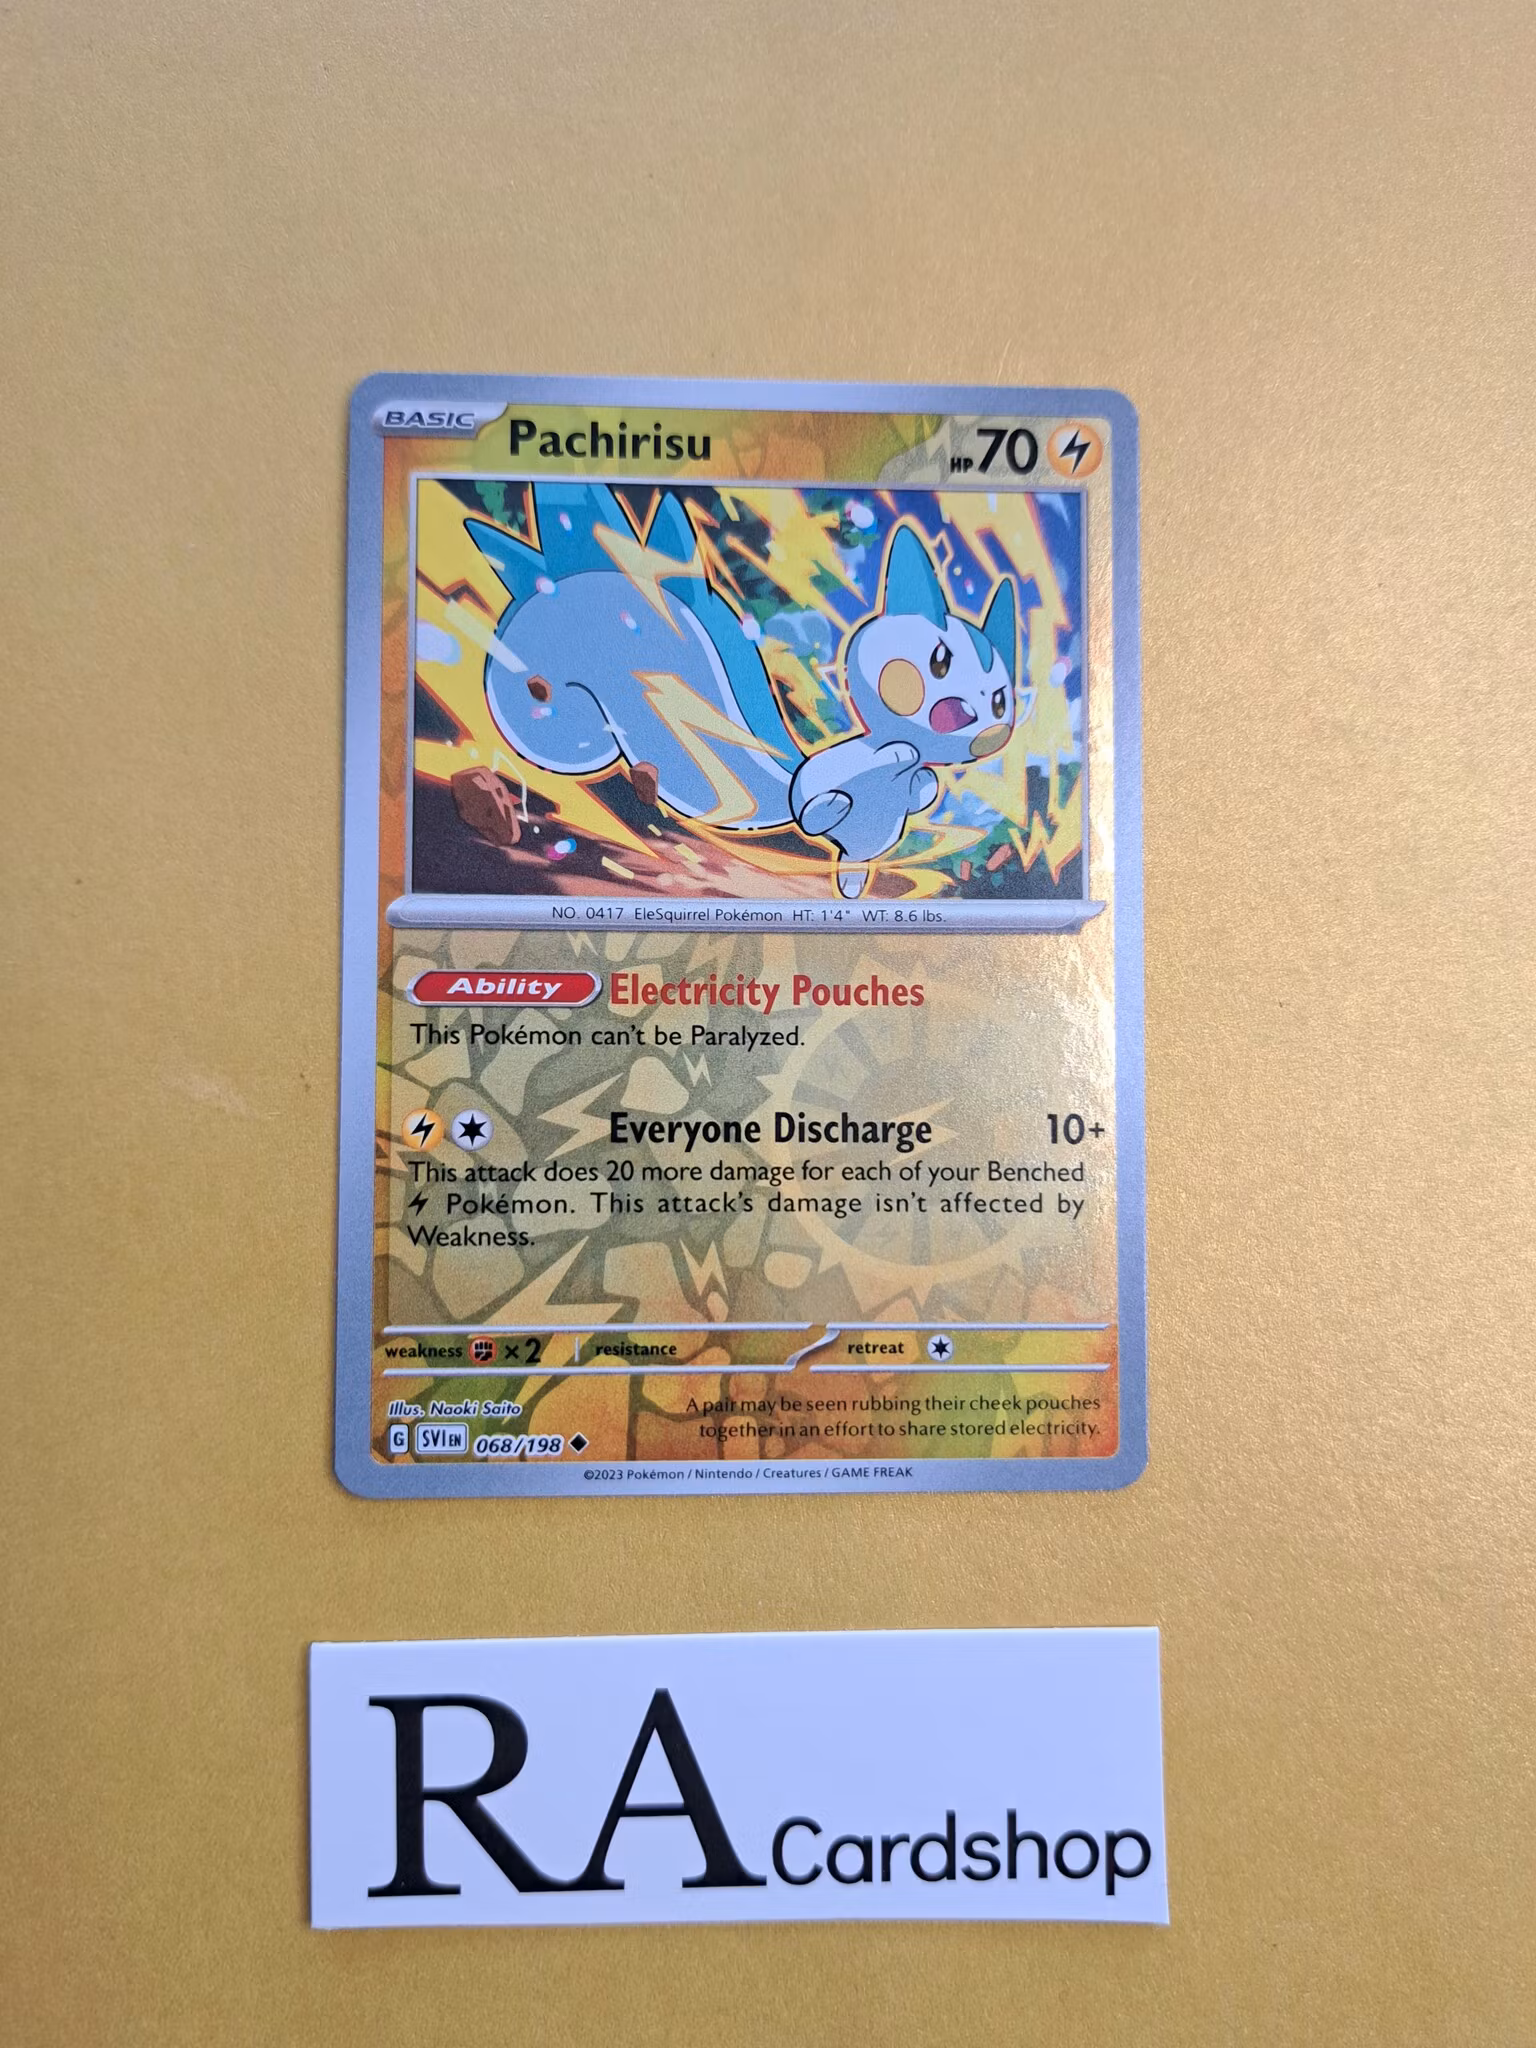 BASIC
Pachirisu
HP 70
NO. 0417 EleSquirrel Pokémon HT: 1'4" WT: 8.6 lbs.
Ability Electricity Pouches
This Pokémon can't be Paralyzed.
Everyone Discharge 10+
This attack does 20 more damage for each of your Benched
Pokémon. This attack's damage isn't affected by
Weakness.
weakness ×2 resistance retreat
Illus. Naoki Saito
A pair may be seen rubbing their cheek pouches
together in an effort to share stored electricity.
G SVI EN 068/198
©2023 Pokémon / Nintendo / Creatures / GAME FREAK
RA Cardshop